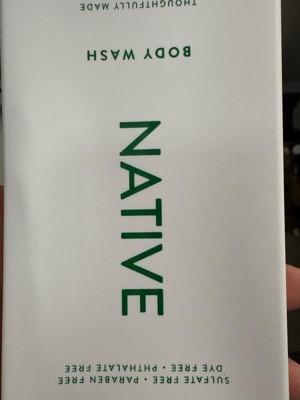 SULFATE FREE • PARABEN FREE
DYE FREE • PHTHALATE FREE
NATIVE
BODY WASH
THOUGHTFULLY MADE